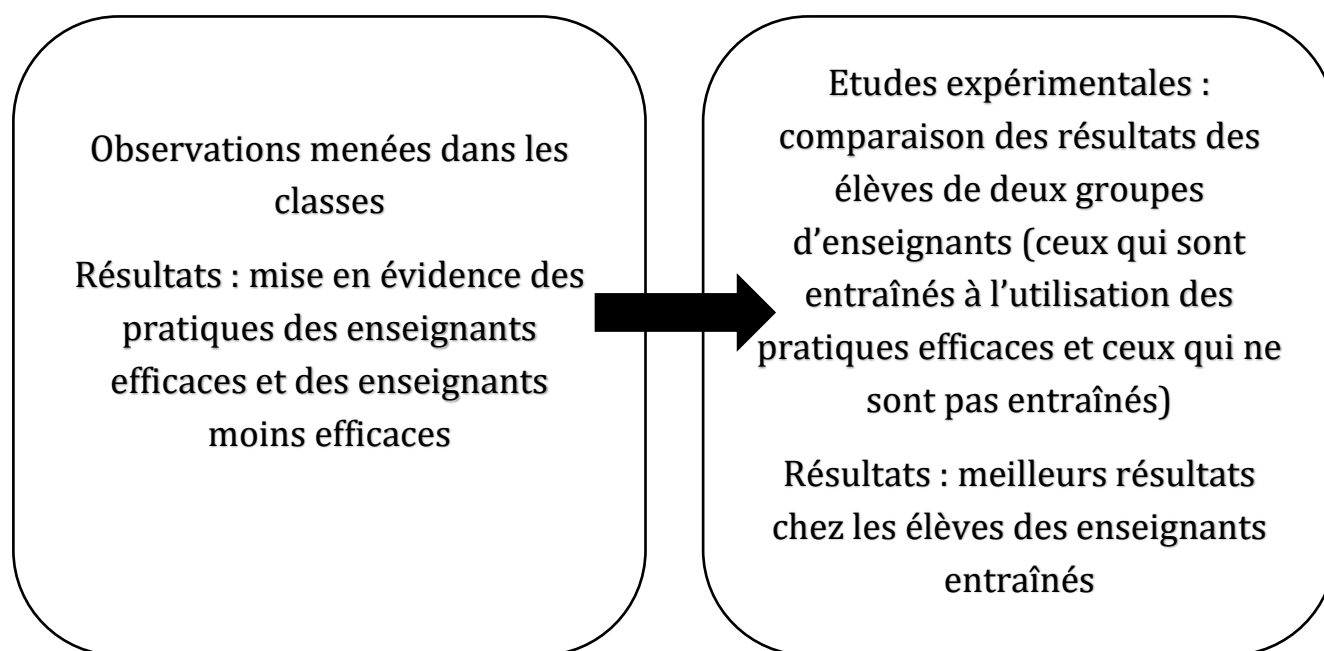 Observations menées dans les
classes
Résultats : mise en évidence des
pratiques des enseignants
efficaces et des enseignants
moins efficaces
Etudes expérimentales :
comparaison des résultats des
élèves de deux groupes
d’enseignants (ceux qui sont
entraînés à l’utilisation des
pratiques efficaces et ceux qui ne
sont pas entraînés)
Résultats : meilleurs résultats
chez les élèves des enseignants
entraînés